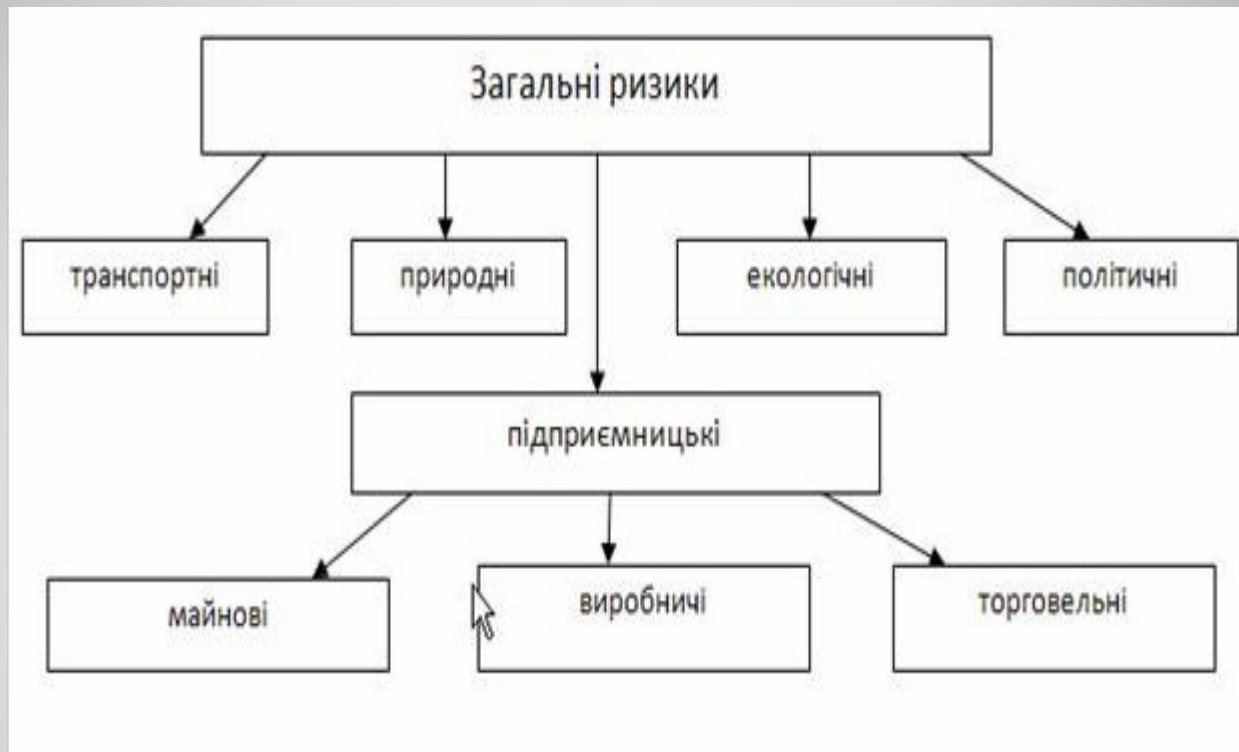 Загальні ризики
транспортні
природні
екологічні
політичні
підприємницькі
майнові
виробничі
торговельні